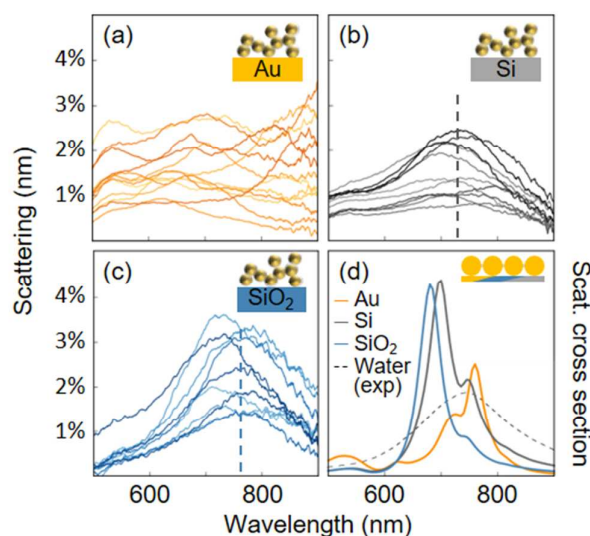 (a)
Au
(b)
Si
4%
3%
2%
1%
Scattering (nm)
(c)
SiO2
(d)
Au
Si
SiO2
Water
(exp)
4%
3%
2%
1%
Scat. cross section
600
800
600
800
Wavelength (nm)